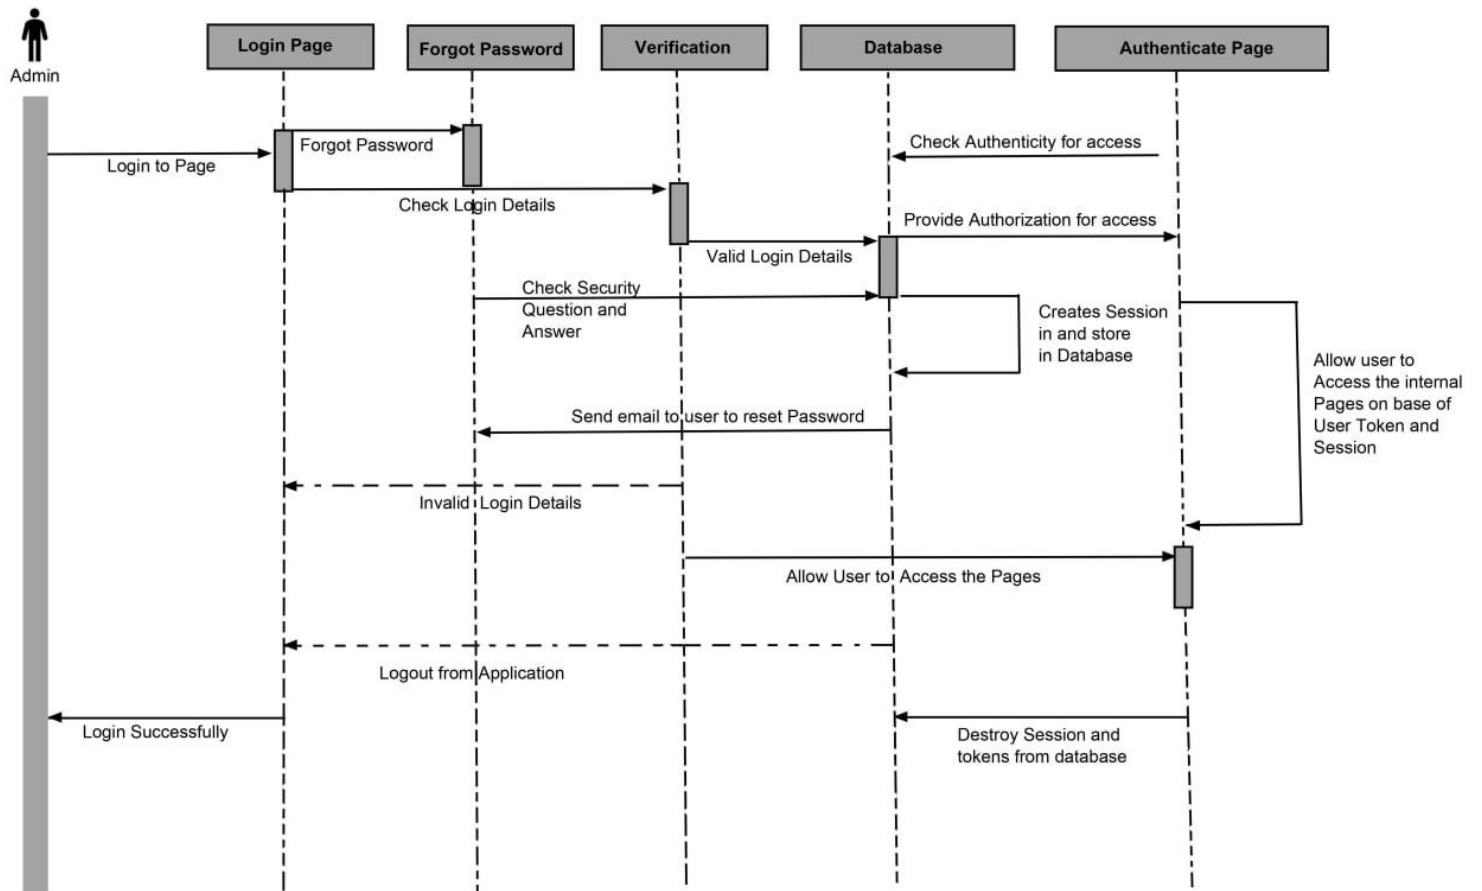 Login Page
Forgot Password
Verification
Database
Authenticate Page
Admin
Forgot Password
Login to Page
Check Authenticity for access
Check Login Details
Provide Authorization for access
Valid Login Details
Check Security
Question and
Answer
Creates Session
in and store
in Database
Allow user to
Access the internal
Pages on base of
User Token and
Session
Send email to user to reset Password
Invalid Login Details
Allow User to Access the Pages
Logout from Application
Login Successfully
Destroy Session and
tokens from database